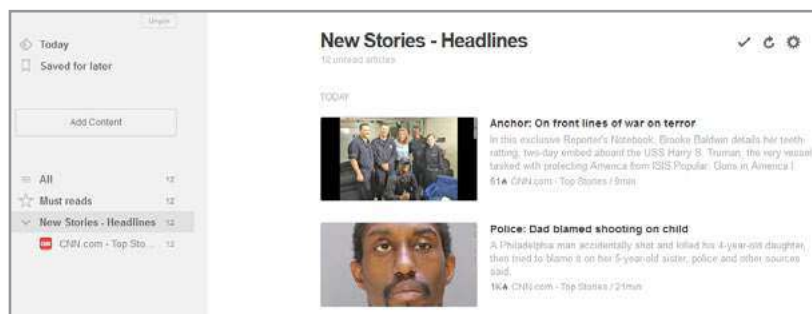 Unpin
Today
Saved for later
Add Content
All 12
Must reads 12
New Stories - Headlines 12
CNN.com - Top Sto... 12
New Stories - Headlines
12 unread articles
TODAY
Anchor: On front lines of war on terror
In this exclusive Reporter's Notebook, Brooke Baldwin details her teeth-
rattling, two-day embed aboard the USS Harry S. Truman, the very vessel
tasked with protecting America from ISIS Popular: Guns in America I
61 CNN.com - Top Stories / 9min
Police: Dad blamed shooting on child
A Philadelphia man accidentally shot and killed his 4-year-old daughter,
then tried to blame it on her 5-year-old sister, police and other sources
said.
1K CNN.com - Top Stories / 21min